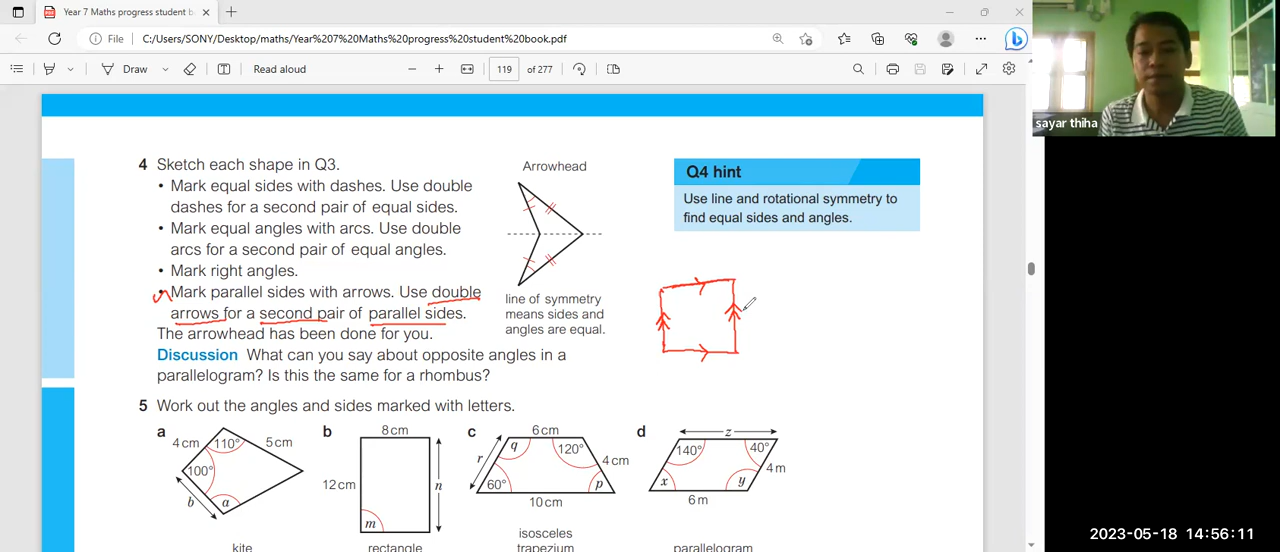 Year 7 Maths progress student b
File
C:/Users/SONY/Desktop/maths/Year%207%20Maths%20progress%20student%20book.pdf
Draw
Read aloud
119
of 277
sayar thiha
4 Sketch each shape in Q3.
• Mark equal sides with dashes. Use double
dashes for a second pair of equal sides.
• Mark equal angles with arcs. Use double
arcs for a second pair of equal angles.
• Mark right angles.
• Mark parallel sides with arrows. Use double
arrows for a second pair of parallel sides.
The arrowhead has been done for you.
Discussion What can you say about opposite angles in a
parallelogram? Is this the same for a rhombus?
Arrowhead
line of symmetry
means sides and
angles are equal.
Q4 hint
Use line and rotational symmetry to
find equal sides and angles.
5 Work out the angles and sides marked with letters.
a
4 cm
110°
5 cm
100°
b
a
kite
b
8 cm
12 cm
n
m
rectangle
c
6 cm
q
120°
r
4 cm
60°
p
10 cm
isosceles
trapezium
d
z
140°
40°
4 m
x
y
6 m
parallelogram
2023-05-18 14:56:11